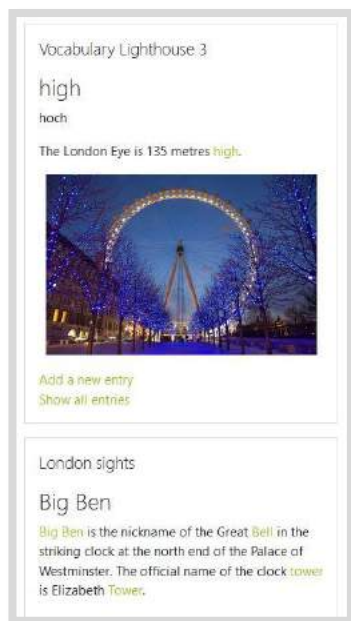 Vocabulary Lighthouse 3
high
hoch
The London Eye is 135 metres high.
Add a new entry
Show all entries
London sights
Big Ben
Big Ben is the nickname of the Great Bell in the
striking clock at the north end of the Palace of
Westminster. The official name of the clock tower
is Elizabeth Tower.